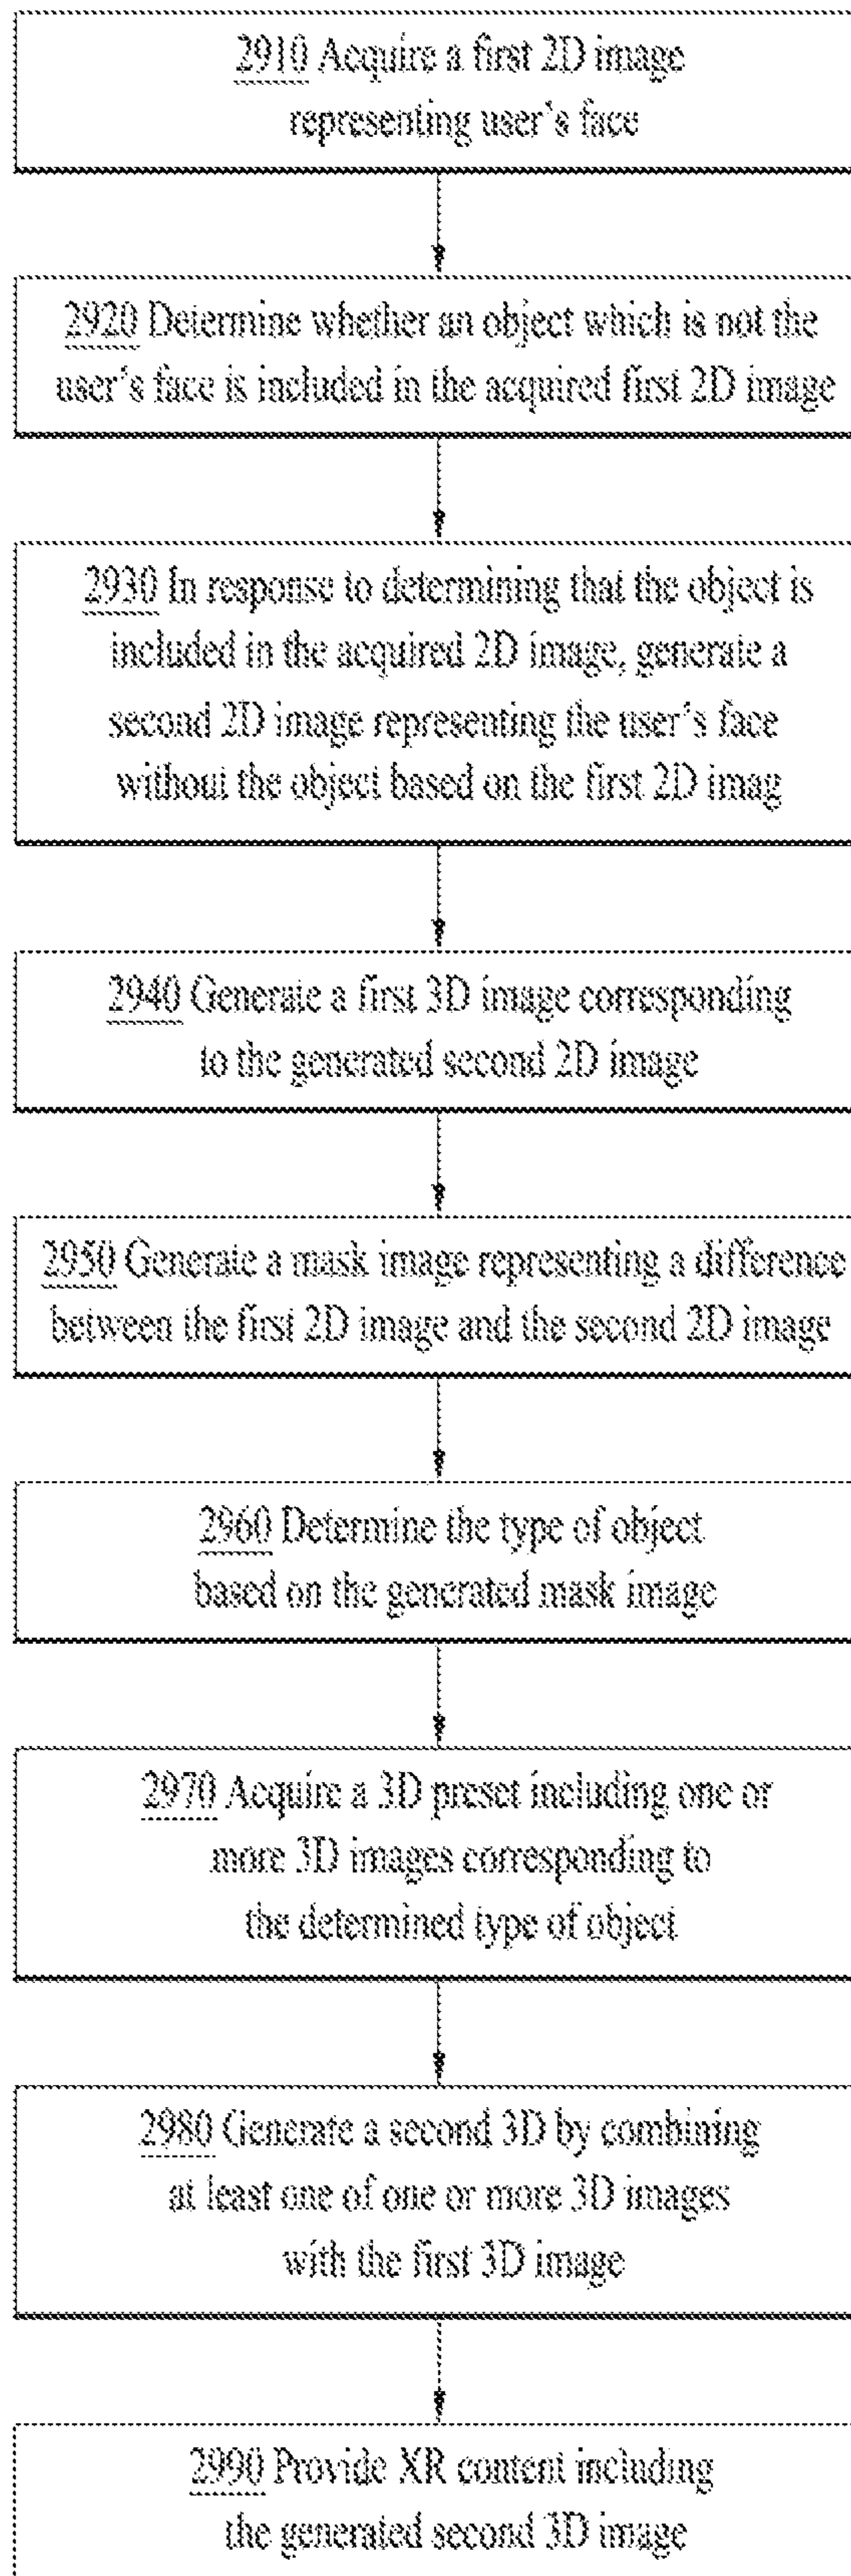 2910 Acquire a first 2D image
representing user's face
2920 Determine whether an object which is not the
user's face is included in the acquired first 2D image
2930 In response to determining that the object is
included in the acquired 2D image, generate a
second 2D image representing the user's face
without the object based on the first 2D imag
2940 Generate a first 3D image corresponding
to the generated second 2D image
2950 Generate a mask image representing a difference
between the first 2D image and the second 2D image
2960 Determine the type of object
based on the generated mask image
2970 Acquire a 3D preset including one or
more 3D images corresponding to
the determined type of object
2980 Generate a second 3D by combining
at least one of one or more 3D images
with the first 3D image
2990 Provide XR content including
the generated second 3D image